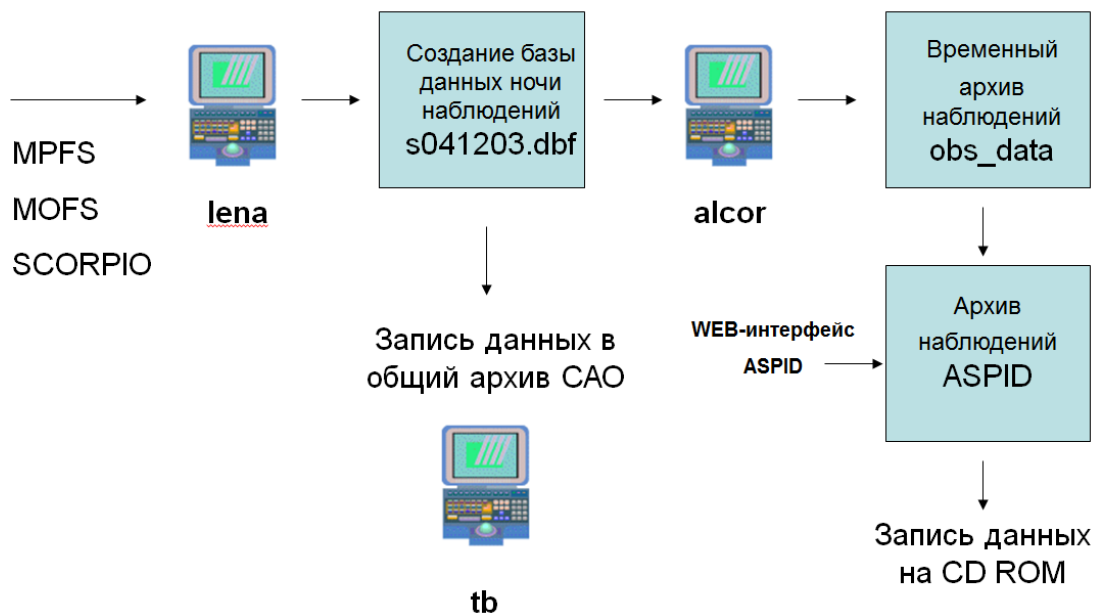 MPFS
MOFS
SCORPIO
lena
Создание базы
данных ночи
наблюдений
s041203.dbf
Запись данных в
общий архив САО
tb
alcor
Временный
архив
наблюдений
obs_data
WEB-интерфейс
ASPID
Архив
наблюдений
ASPID
Запись данных
на CD ROM